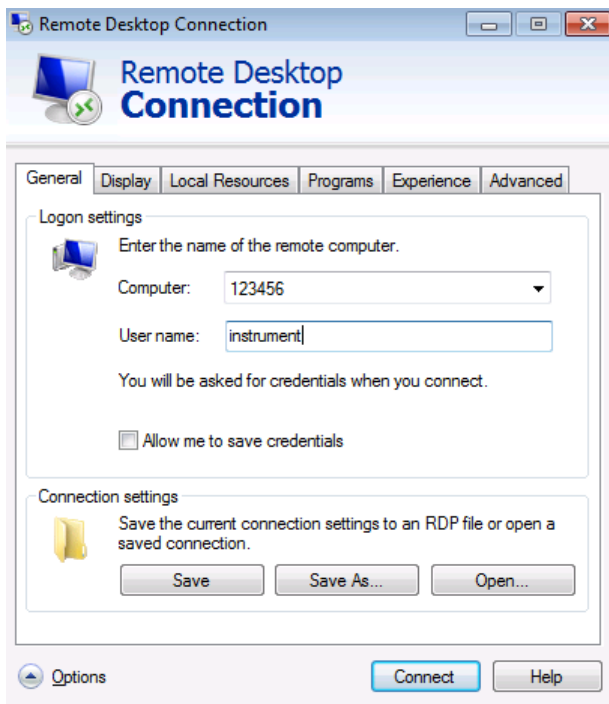 Remote Desktop Connection
Remote Desktop
Connection
General Display Local Resources Programs Experience Advanced
Logon settings
Enter the name of the remote computer.
Computer: 123456
User name: instrument
You will be asked for credentials when you connect.
Allow me to save credentials
Connection settings
Save the current connection settings to an RDP file or open a
saved connection.
Save Save As... Open...
Options Connect Help